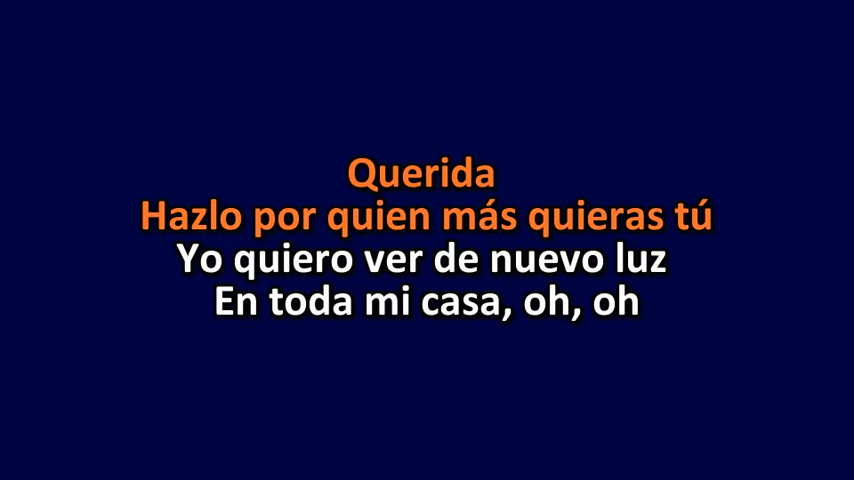 Querida
Hazlo por quien más quieras tú
Yo quiero ver de nuevo luz
En toda mi casa, oh, oh